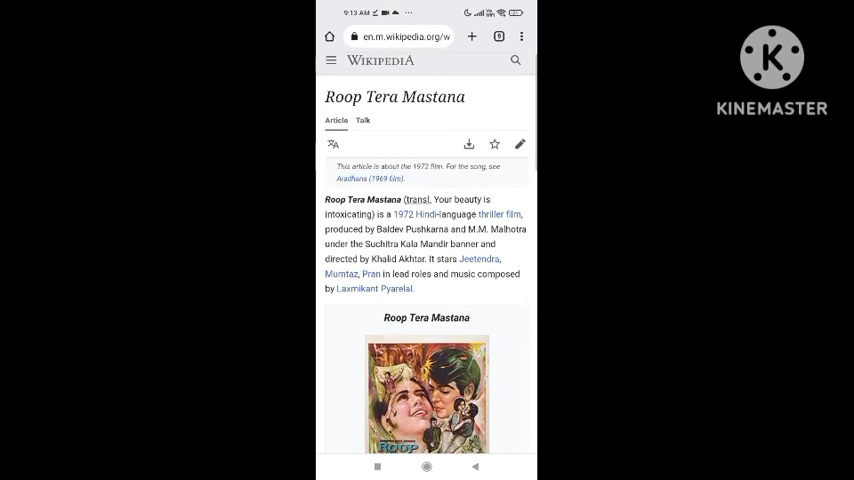 9:13 AM
en.m.wikipedia.org/w
9
WIKIPEDIA
Roop Tera Mastana
Article Talk
This article is about the 1972 film. For the song, see
Aradhana (1969 film).
Roop Tera Mastana (transl. Your beauty is
intoxicating) is a 1972 Hindi-language thriller film,
produced by Baldev Pushkarna and M.M. Malhotra
under the Suchitra Kala Mandir banner and
directed by Khalid Akhtar. It stars Jeetendra,
Mumtaz, Pran in lead roles and music composed
by Laxmikant Pyarelal.
Roop Tera Mastana
ROOP
K
KINEMASTER